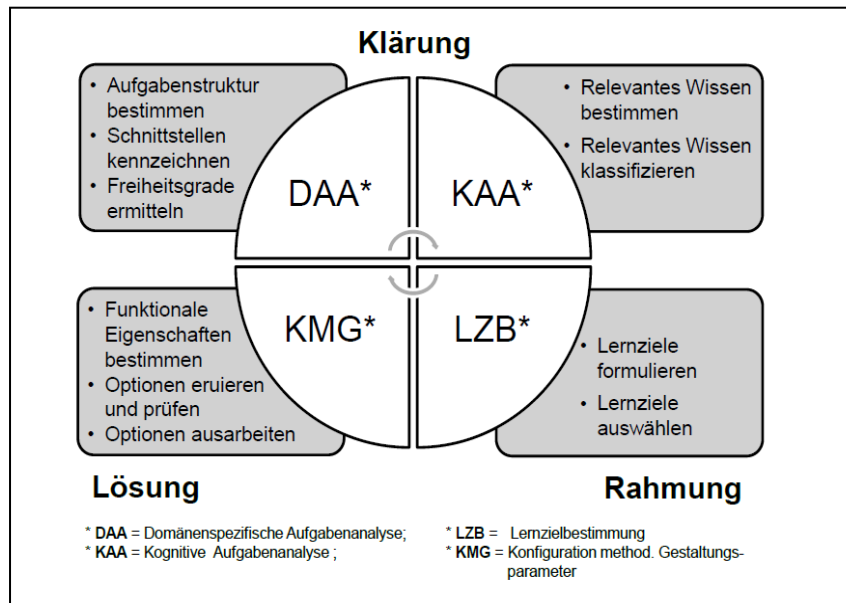 Klärung
• Aufgabenstruktur
bestimmen
• Schnittstellen
kennzeichnen
• Freiheitsgrade
ermitteln
DAA*
KAA*
• Relevantes Wissen
bestimmen
• Relevantes Wissen
klassifizieren
• Funktionale
Eigenschaften
bestimmen
• Optionen eruieren
und prüfen
• Optionen ausarbeiten
KMG*
LZB*
• Lernziele
formulieren
• Lernziele
auswählen
Lösung
Rahmung
* DAA = Domänenspezifische Aufgabenanalyse;
* KAA = Kognitive Aufgabenanalyse ;
* LZB = Lernzielbestimmung
* KMG = Konfiguration method. Gestaltungs-
parameter